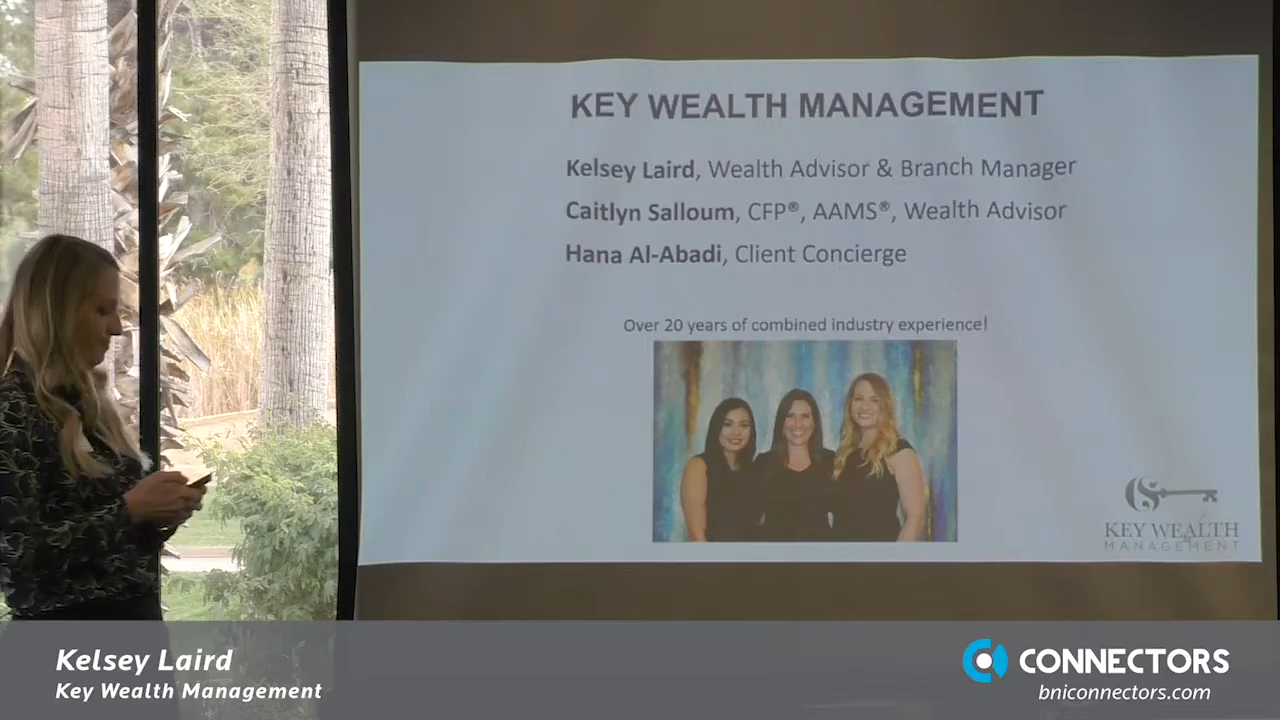 KEY WEALTH MANAGEMENT
Kelsey Laird, Wealth Advisor & Branch Manager
Caitlyn Salloum, CFP®, AAMS®, Wealth Advisor
Hana Al-Abadi, Client Concierge
Over 20 years of combined industry experience!
KEY WEALTH
MANAGEMENT
Kelsey Laird
Key Wealth Management
CONNECTORS
bniconnectors.com